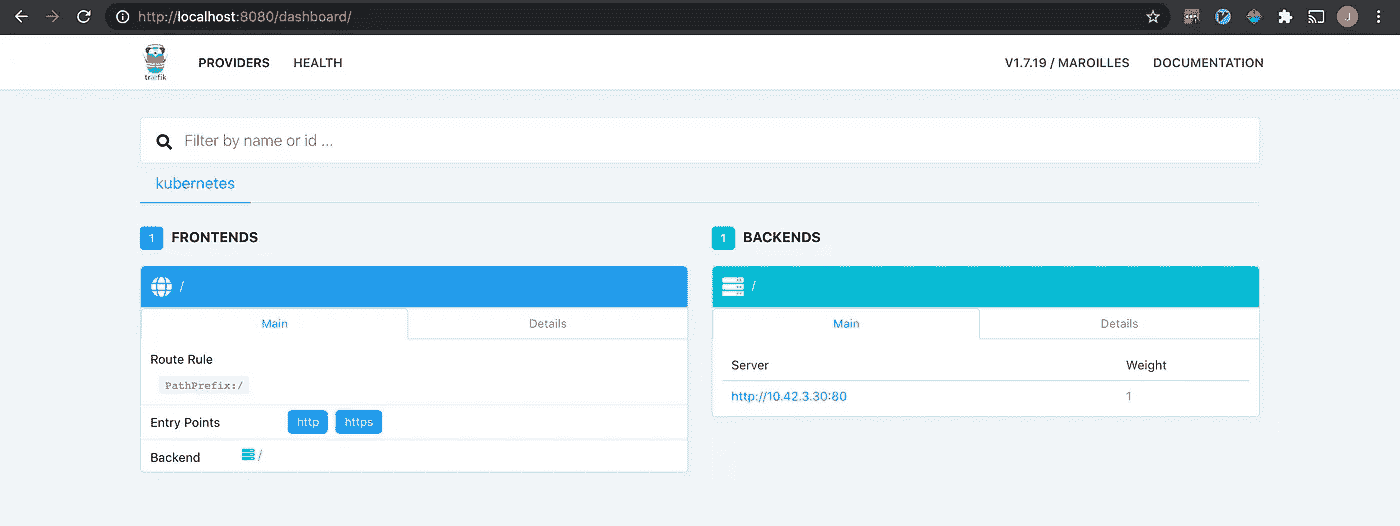 http://localhost:8080/dashboard/
J
træfik
PROVIDERS HEALTH V1.7.19 / MAROILLES DOCUMENTATION
Filter by name or id ...
kubernetes
1 FRONTENDS
/
Main Details
Route Rule
PathPrefix:/
Entry Points http https
Backend /
1 BACKENDS
/
Main Details
Server Weight
http://10.42.3.30:80 1